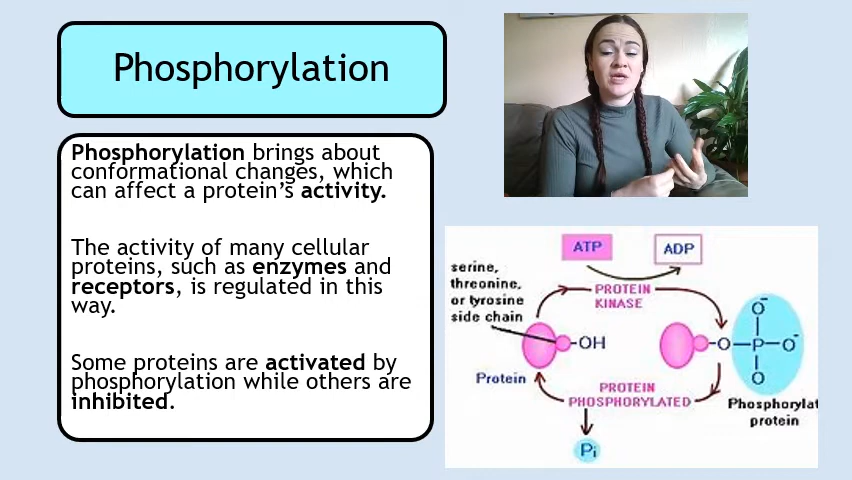 Phosphorylation
Phosphorylation brings about
conformational changes, which
can affect a protein's activity.
The activity of many cellular
proteins, such as enzymes and
receptors, is regulated in this
way.
Some proteins are activated by
phosphorylation while others are
inhibited.
ATP
ADP
serine,
threonine,
or tyrosine
side chain
PROTEIN
KINASE
OH
O
P
O⁻
O⁻
O
Protein
PROTEIN
PHOSPHORYLATED
Phosphorylat
protein
Pi